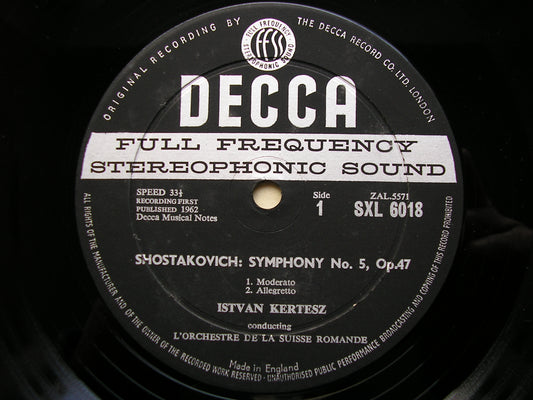 ORIGINAL RECORDING BY THE DECCA RECORD CO. LTD. LONDON
FULL FREQUENCY
ffss
STEREOPHONIC SOUND
DECCA
FULL FREQUENCY
STEREOPHONIC SOUND
SPEED 33⅓
RECORDING FIRST
PUBLISHED 1962
Decca Musical Notes
Side
1
ZAL.5571
SXL 6018
SHOSTAKOVICH: SYMPHONY No. 5, Op.47
1. Moderato
2. Allegretto
ISTVAN KERTESZ
conducting
L'ORCHESTRE DE LA SUISSE ROMANDE
Made in England
ALL RIGHTS OF THE MANUFACTURER AND OF THE OWNER OF THE RECORDED WORK RESERVED · UNAUTHORISED PUBLIC PERFORMANCE BROADCASTING AND COPYING OF THIS RECORD PROHIBITED